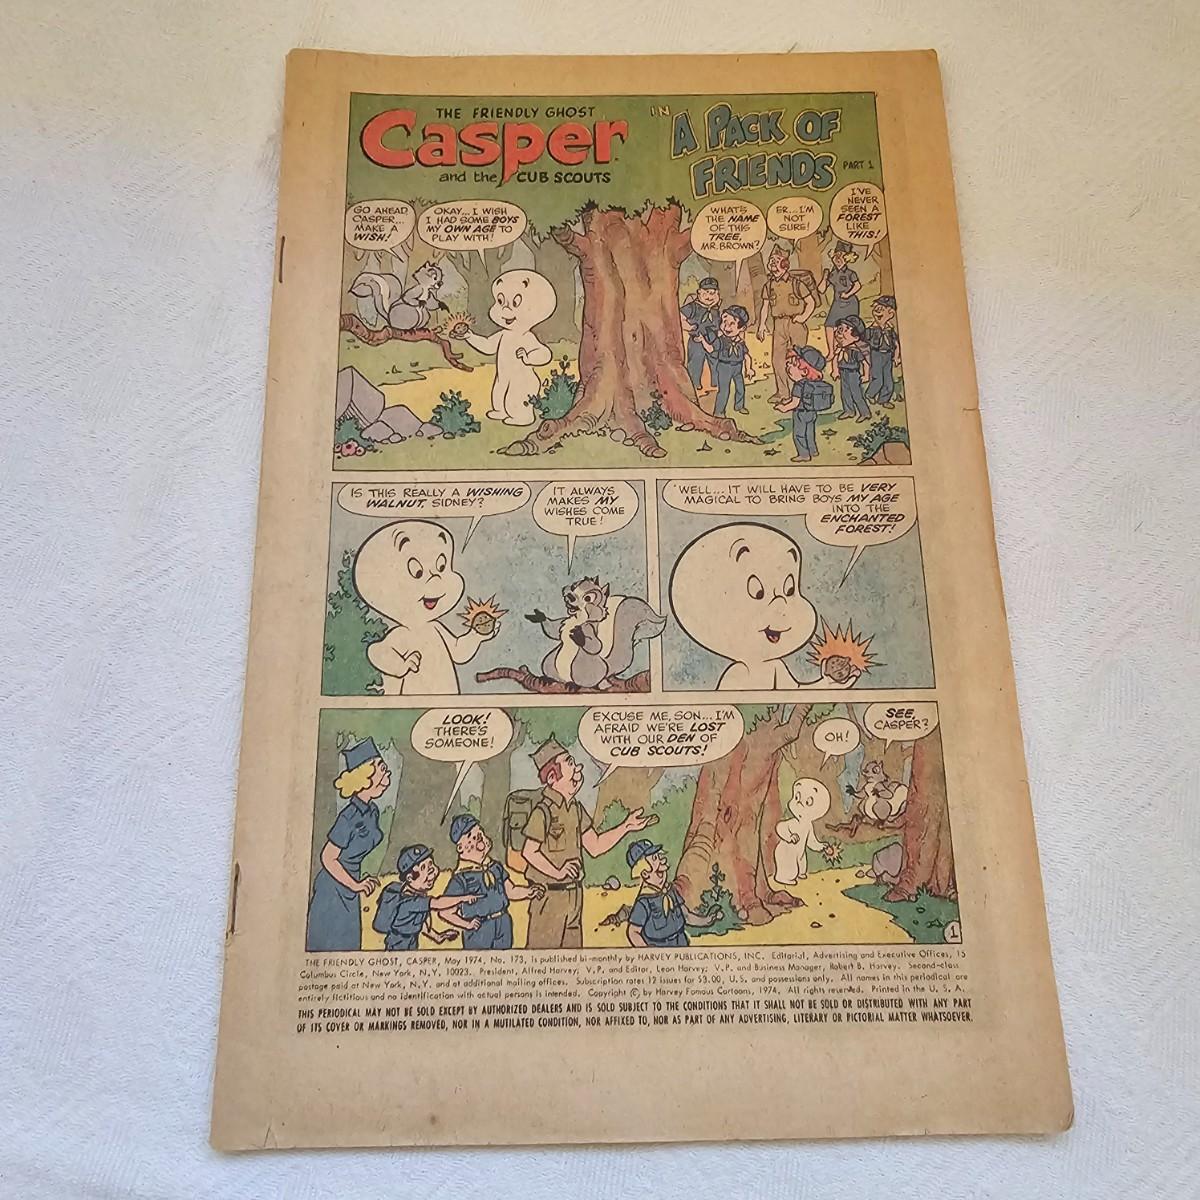 THE FRIENDLY GHOST
Casper
and the CUB SCOUTS
IN
A PACK OF
FRIENDS
PART 1
GO AHEAD,
CASPER...
MAKE A
WISH!
OKAY... I WISH
I HAD SOME BOYS
MY OWN AGE TO
PLAY WITH!
WHAT'S
THE NAME
OF THIS
TREE,
MR. BROWN?
ER...I'M
NOT
SURE!
I'VE
NEVER
SEEN A
FOREST
LIKE
THIS!
IS THIS REALLY A WISHING
WALNUT, SIDNEY?
IT ALWAYS
MAKES MY
WISHES COME
TRUE!
WELL... IT WILL HAVE TO BE VERY
MAGICAL TO BRING BOYS MY AGE
INTO THE
ENCHANTED
FOREST!
LOOK!
THERE'S
SOMEONE!
EXCUSE ME, SON... I'M
AFRAID WE'RE LOST
WITH OUR DEN OF
CUB SCOUTS!
OH!
SEE,
CASPER?
1
THE FRIENDLY GHOST, CASPER, May 1974, No. 173, is published bi-monthly by HARVEY PUBLICATIONS, INC. Editorial, Advertising and Executive Offices, 15
Columbus Circle, New York, N.Y. 10023. President, Alfred Harvey; V.P. and Editor, Leon Harvey; V.P. and Business Manager, Robert B. Harvey. Second-class
postage paid at New York, N.Y. and at additional mailing offices. Subscription rates 12 issues for $3.00, U.S. and possessions only. All names in this periodical are
entirely fictitious and no identification with actual persons is intended. Copyright © by Harvey Famous Cartoons, 1974. All rights reserved. Printed in the U. S. A.
THIS PERIODICAL MAY NOT BE SOLD EXCEPT BY AUTHORIZED DEALERS AND IS SOLD SUBJECT TO THE CONDITIONS THAT IT SHALL NOT BE SOLD OR DISTRIBUTED WITH ANY PART
OF ITS COVER OR MARKINGS REMOVED, NOR IN A MUTILATED CONDITION, NOR AFFIXED TO, NOR AS PART OF ANY ADVERTISING, LITERARY OR PICTORIAL MATTER WHATSOEVER.